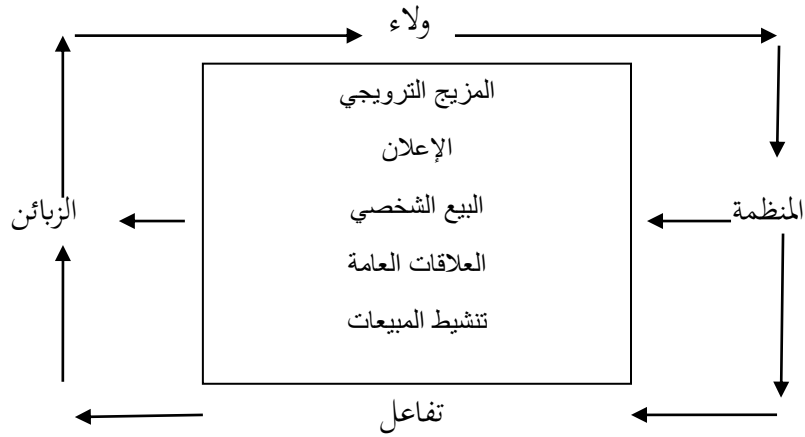 ولاء
المزيج الترويجي
الإعلان
البيع الشخصي
المنظمة
الزبائن
العلاقات العامة
تنشيط المبيعات
تفاعل